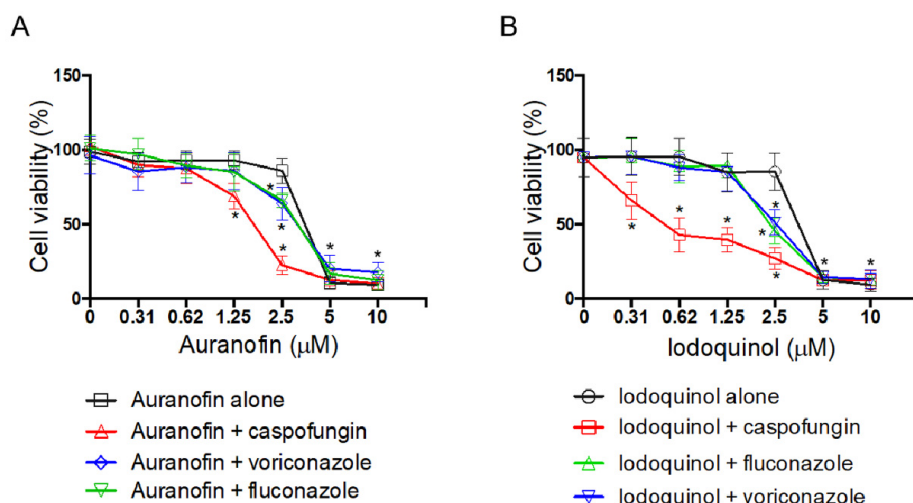 A
B
150
100
50
0
Cell viability (%)
0 0.31 0.62 1.25 2.5 5 10
Auranofin (μM)
* * * * * * *
150
100
50
0
Cell viability (%)
0 0.31 0.62 1.25 2.5 5 10
Iodoquinol (μM)
* * * * * * * *
Auranofin alone
Auranofin + caspofungin
Auranofin + voriconazole
Auranofin + fluconazole
Iodoquinol alone
Iodoquinol + caspofungin
Iodoquinol + fluconazole
Iodoquinol + voriconazole